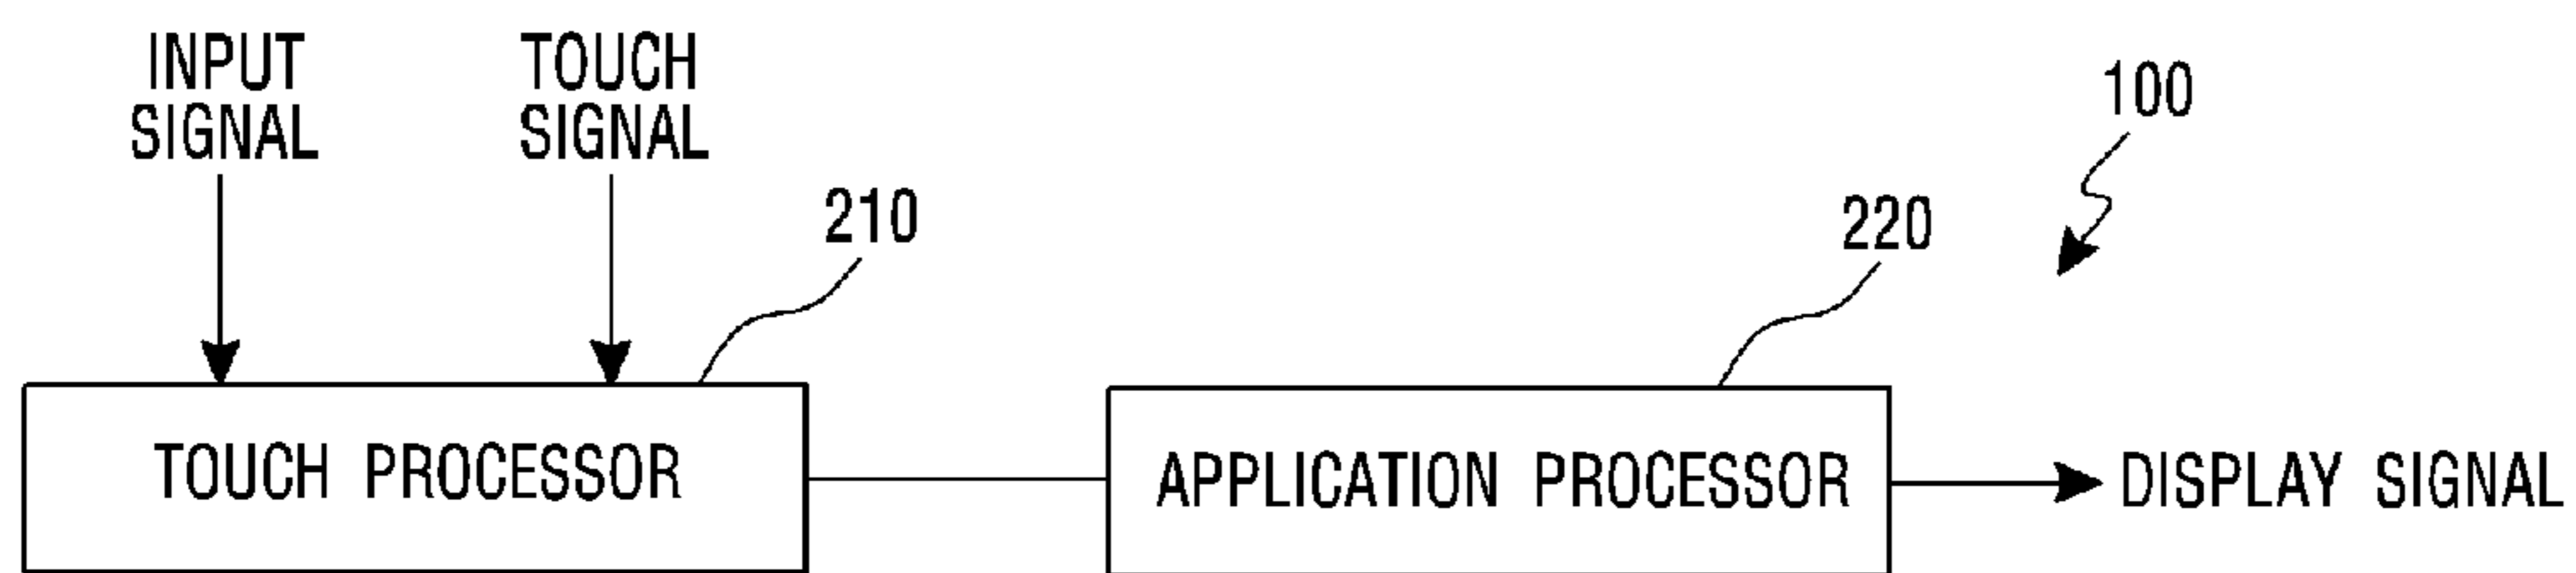 INPUT
SIGNAL
TOUCH
SIGNAL
100
210
220
TOUCH PROCESSOR
APPLICATION PROCESSOR
DISPLAY SIGNAL